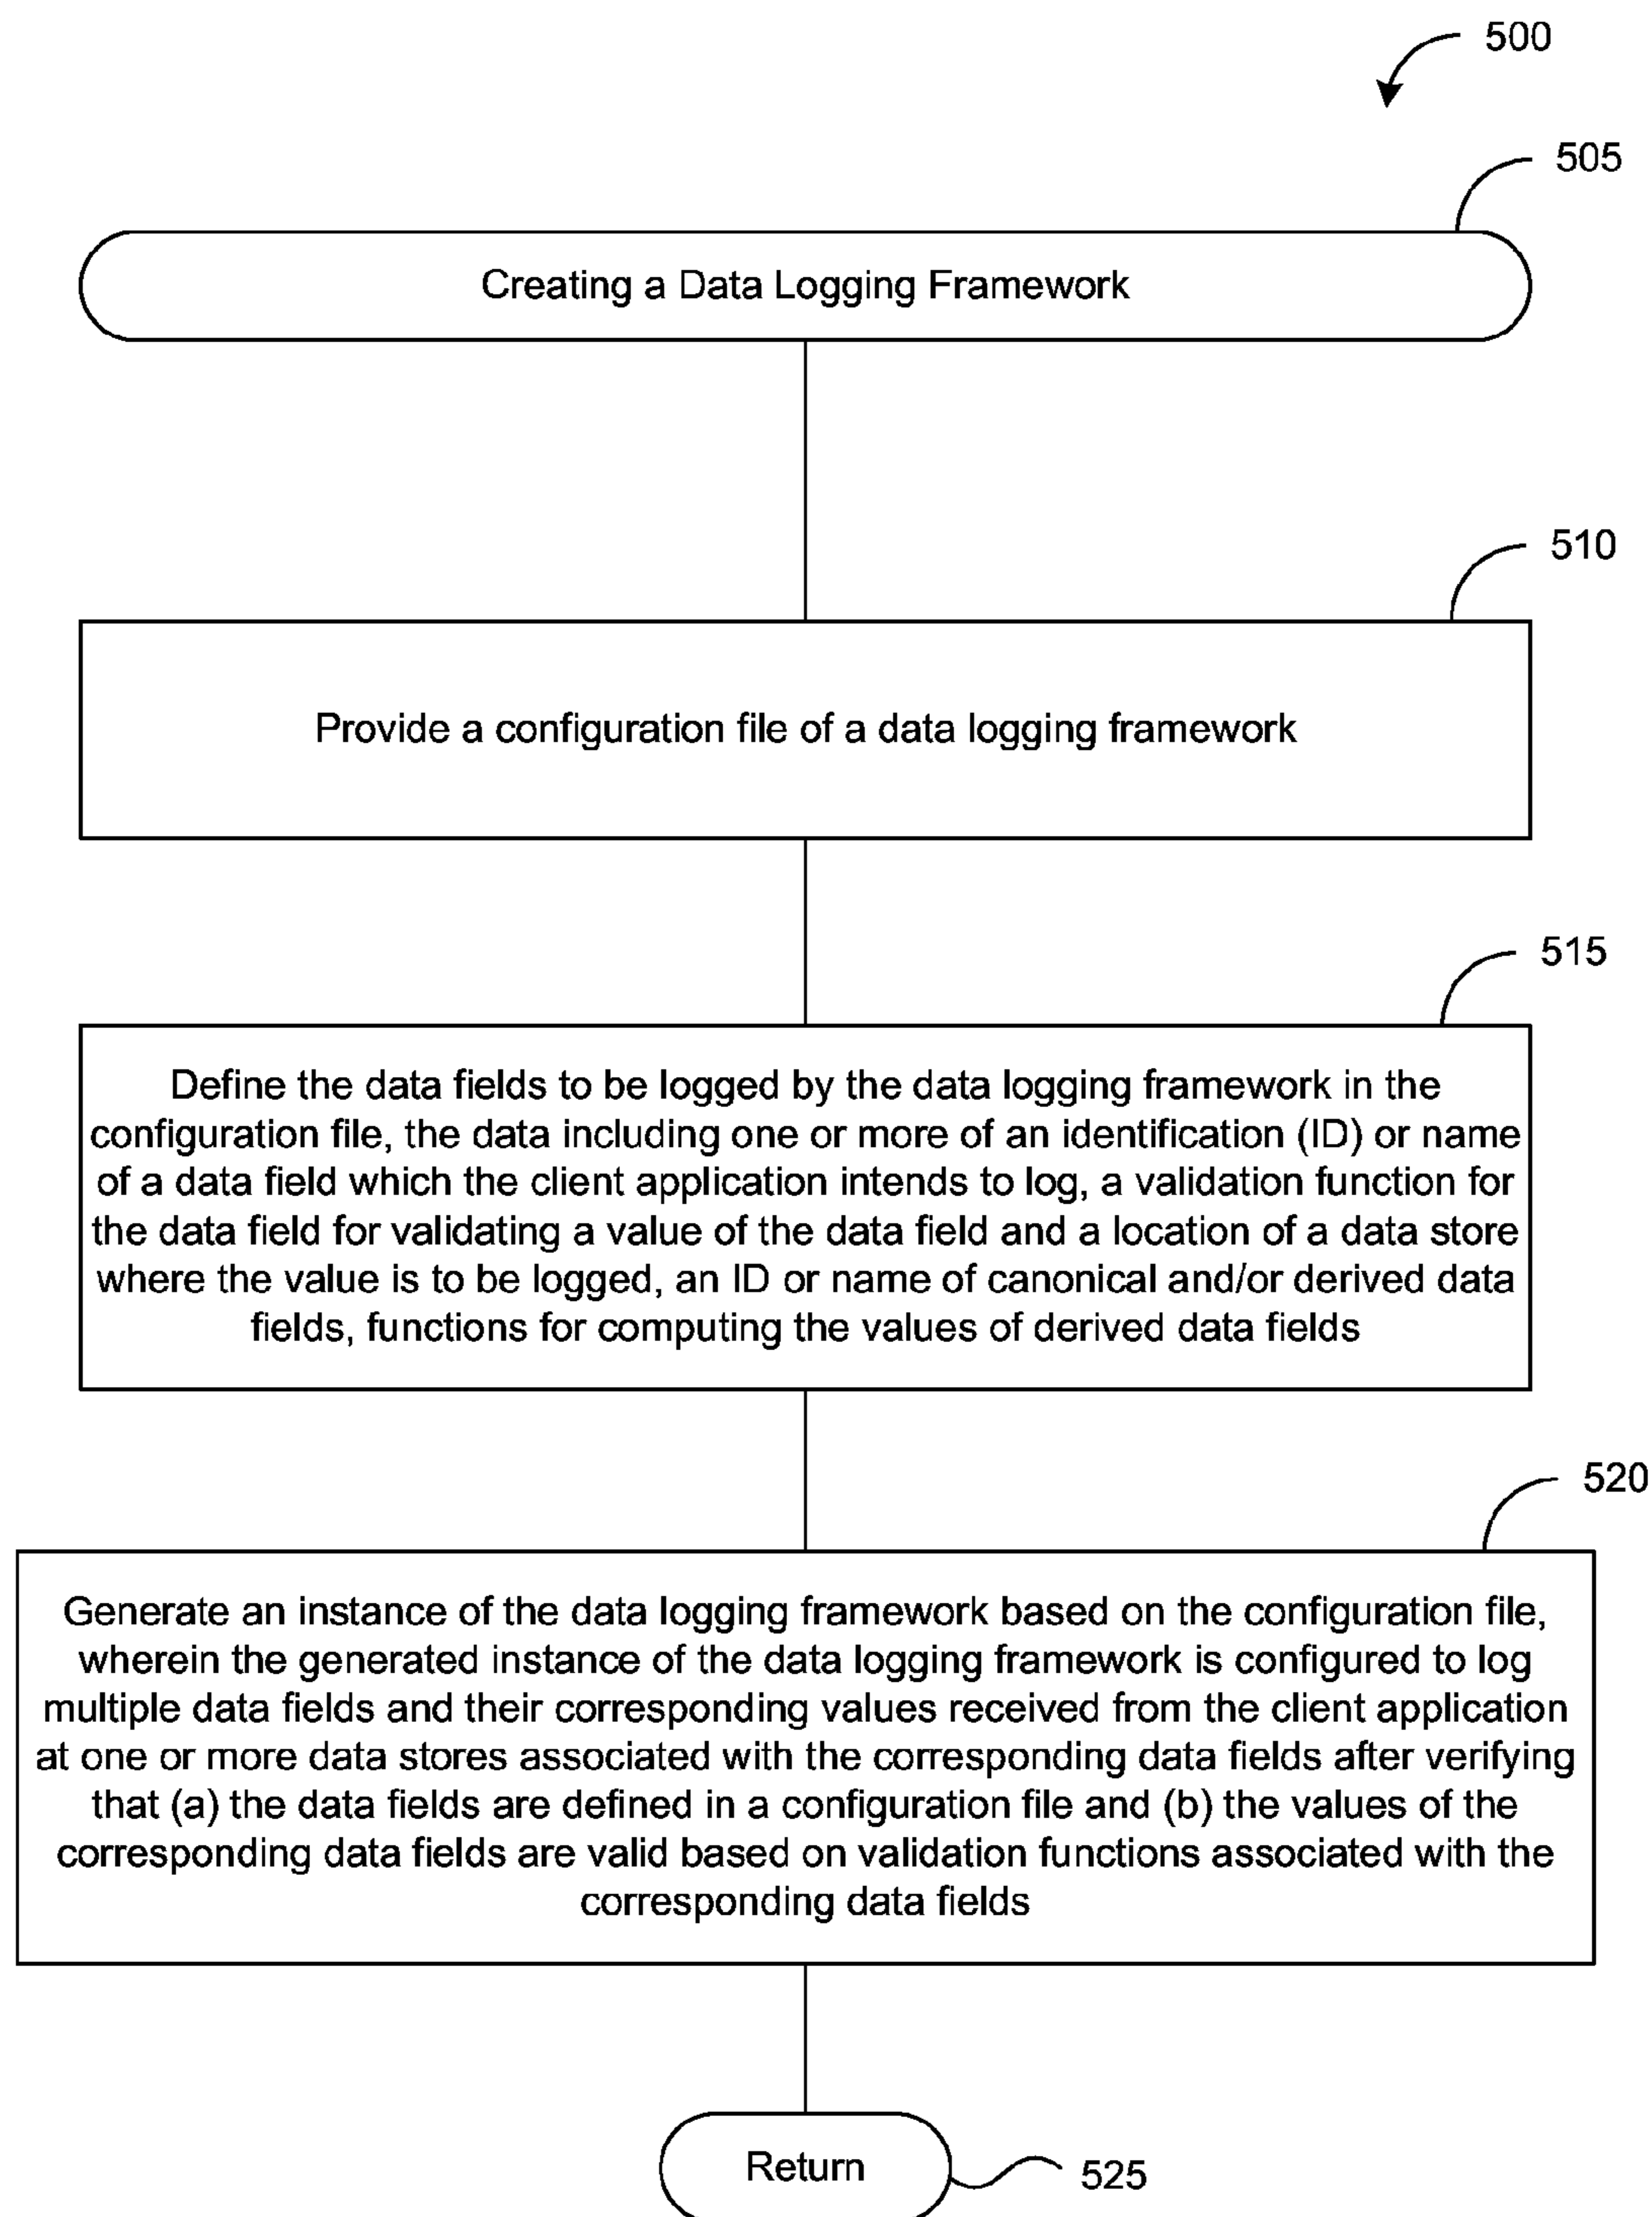 500
505
Creating a Data Logging Framework
510
Provide a configuration file of a data logging framework
515
Define the data fields to be logged by the data logging framework in the
configuration file, the data including one or more of an identification (ID) or name
of a data field which the client application intends to log, a validation function for
the data field for validating a value of the data field and a location of a data store
where the value is to be logged, an ID or name of canonical and/or derived data
fields, functions for computing the values of derived data fields
520
Generate an instance of the data logging framework based on the configuration file,
wherein the generated instance of the data logging framework is configured to log
multiple data fields and their corresponding values received from the client application
at one or more data stores associated with the corresponding data fields after verifying
that (a) the data fields are defined in a configuration file and (b) the values of the
corresponding data fields are valid based on validation functions associated with the
corresponding data fields
Return
525